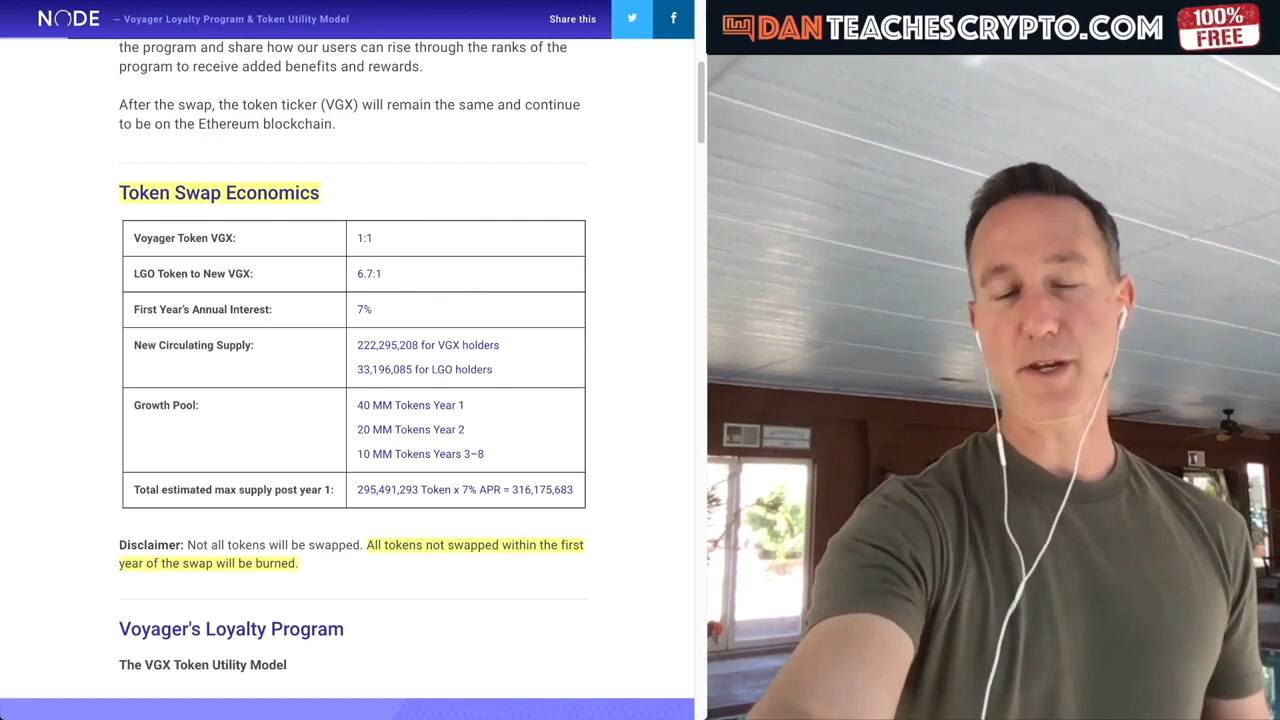 NODE — Voyager Loyalty Program & Token Utility Model Share this
the program and share how our users can rise through the ranks of the
program to receive added benefits and rewards.
After the swap, the token ticker (VGX) will remain the same and continue
to be on the Ethereum blockchain.
Token Swap Economics
Voyager Token VGX: 1:1
LGO Token to New VGX: 6.7:1
First Year's Annual Interest: 7%
New Circulating Supply: 222,295,208 for VGX holders
33,196,085 for LGO holders
Growth Pool: 40 MM Tokens Year 1
20 MM Tokens Year 2
10 MM Tokens Years 3–8
Total estimated max supply post year 1: 295,491,293 Token x 7% APR = 316,175,683
Disclaimer: Not all tokens will be swapped. All tokens not swapped within the first
year of the swap will be burned.
Voyager's Loyalty Program
The VGX Token Utility Model
DANTEACHESCRYPTO.COM
100%
FREE